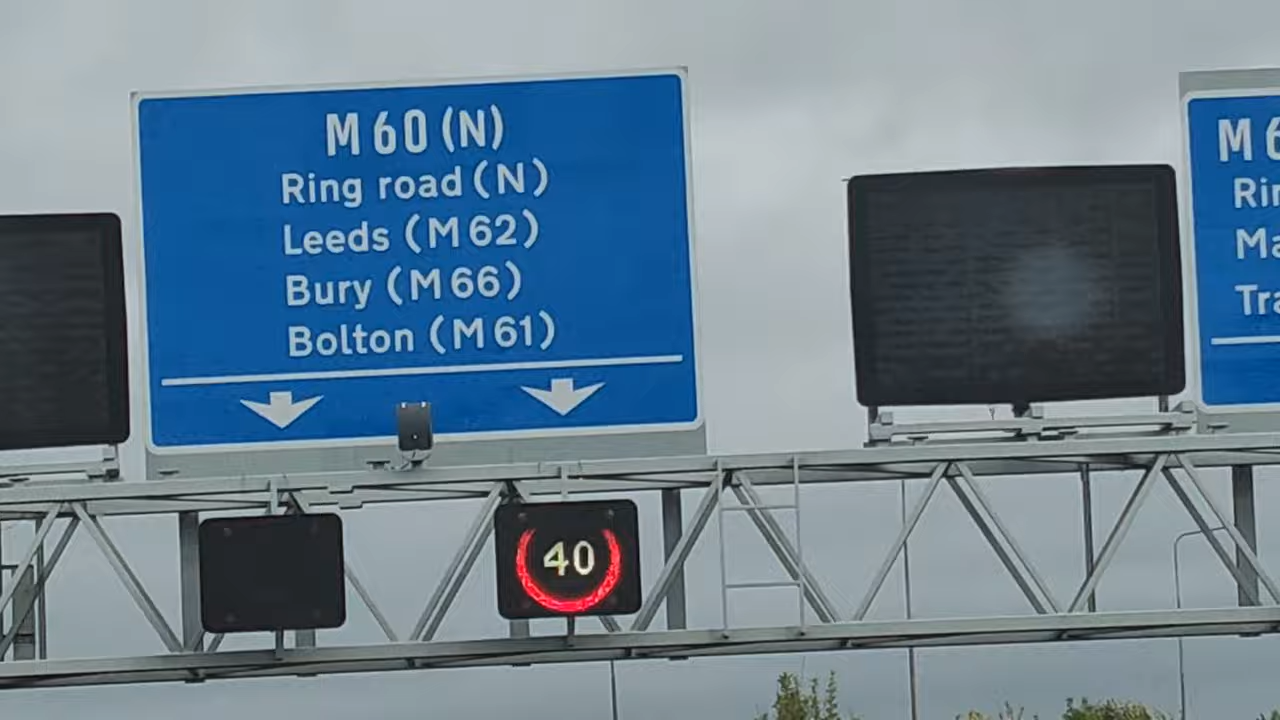 M60 (N)
Ring road (N)
Leeds (M62)
Bury (M66)
Bolton (M61)
40